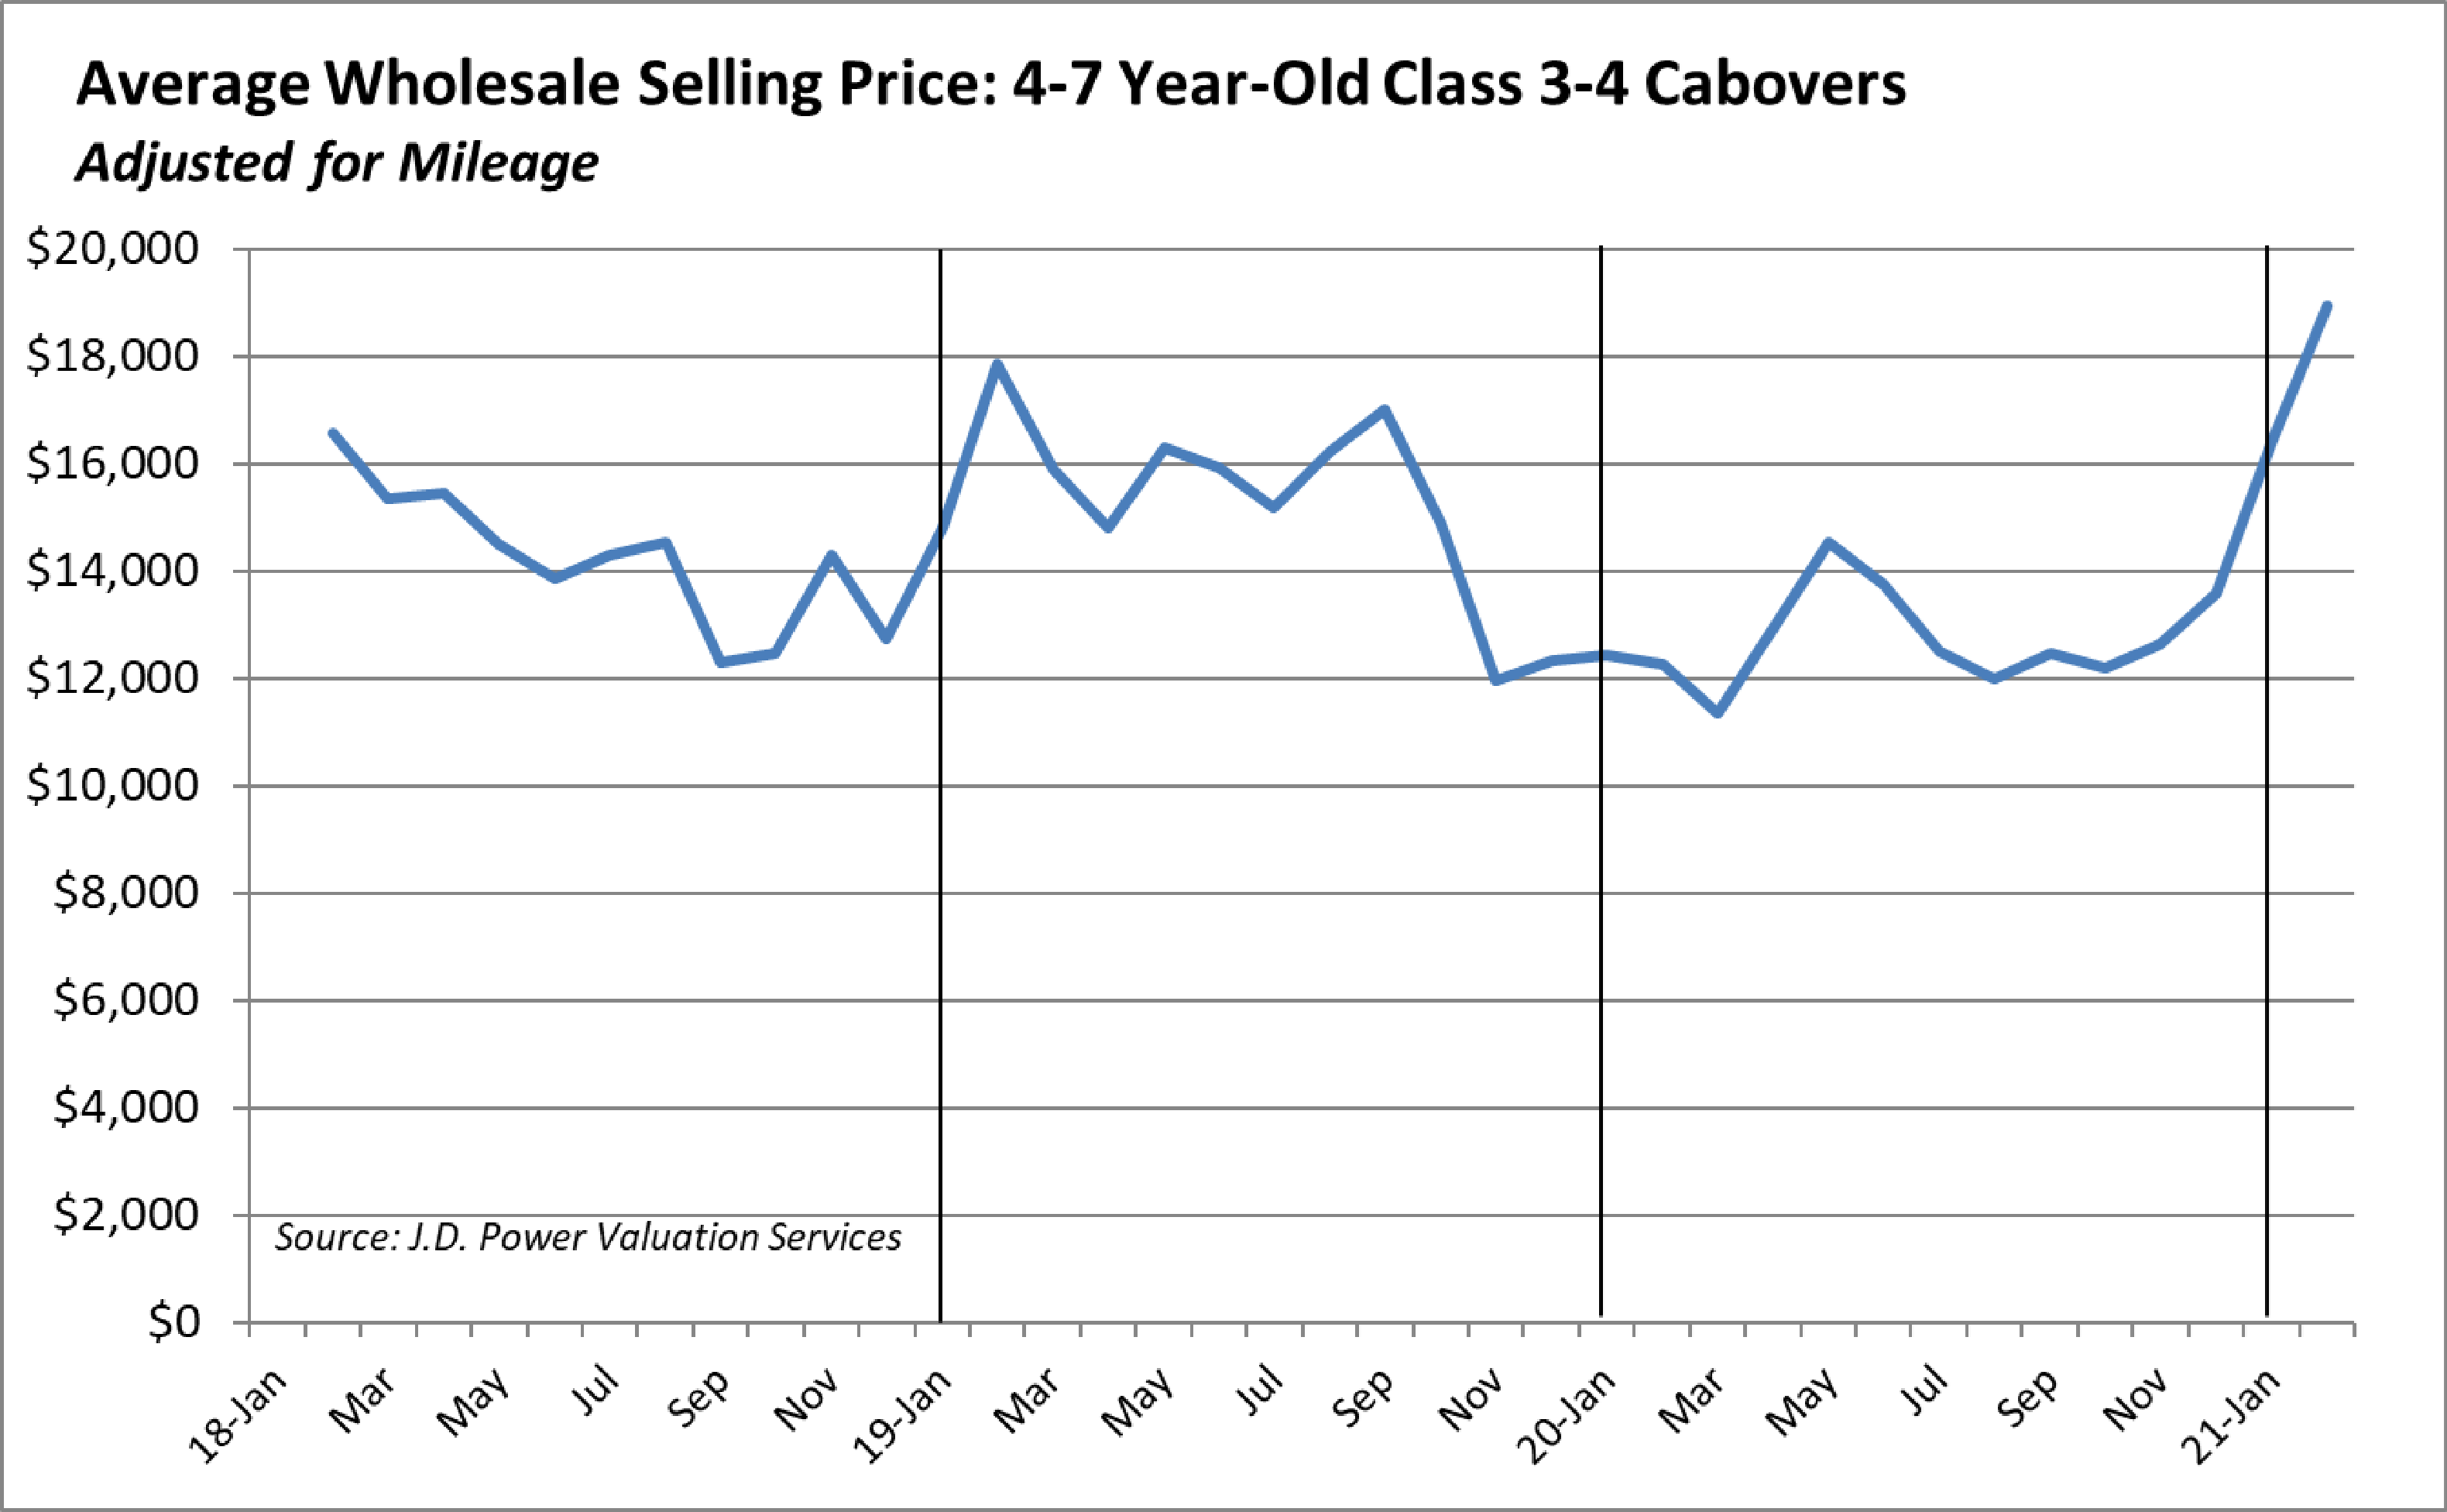 Average Wholesale Selling Price: 4-7 Year-Old Class 3-4 Cabovers
Adjusted for Mileage
$20,000
$18,000
$16,000
$14,000
$12,000
$10,000
$8,000
$6,000
$4,000
$2,000
Source: J.D. Power Valuation Services
$0
18-Jan
Mar
May
Jul
Sep
Nov
19-Jan
Mar
May
Jul
Sep
Nov
20-Jan
Mar
May
Jul
Sep
Nov
21-Jan